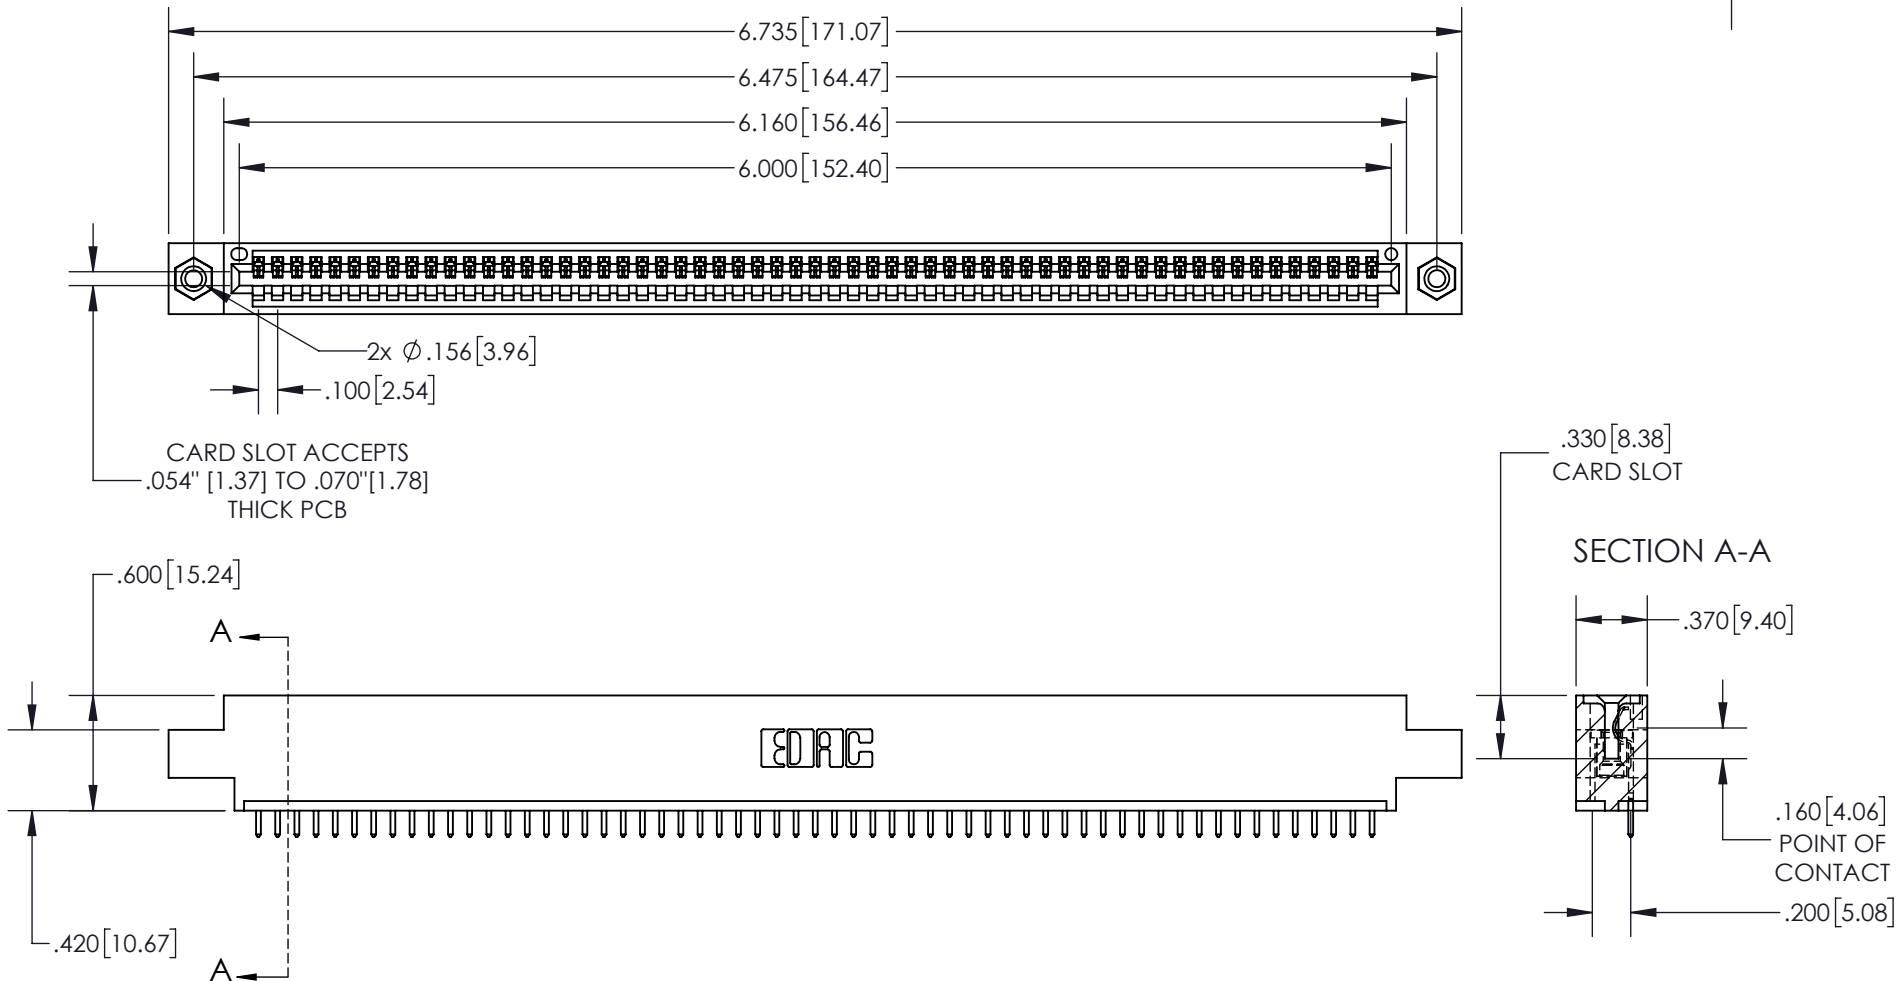 6.735[171.07]
6.475[164.47]
6.160[156.46]
6.000[152.40]
2x Ø.156[3.96]
.100[2.54]
CARD SLOT ACCEPTS
.054" [1.37] TO .070"[1.78]
THICK PCB
.330[8.38]
CARD SLOT
SECTION A-A
.600[15.24]
A
.370[9.40]
EDAC
.160[4.06]
POINT OF
CONTACT
.200[5.08]
.420[10.67]
A